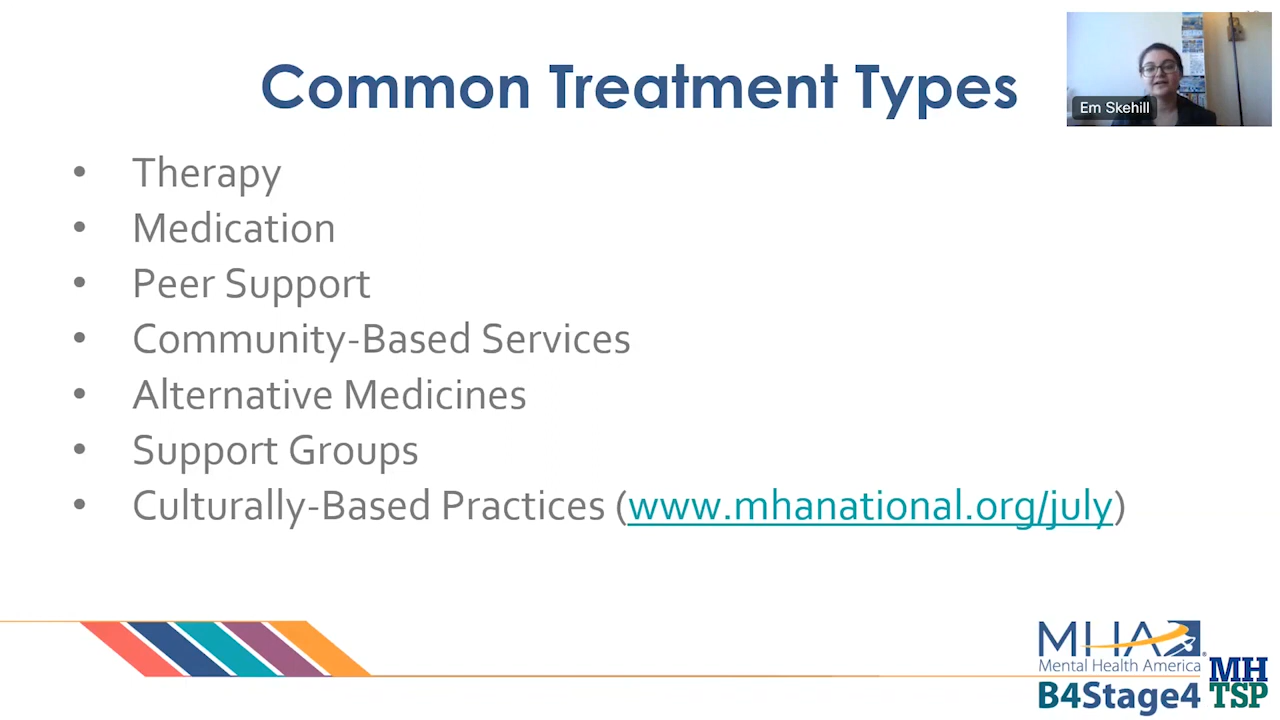 Common Treatment Types
Em Skehill
• Therapy
• Medication
• Peer Support
• Community-Based Services
• Alternative Medicines
• Support Groups
• Culturally-Based Practices (www.mhanational.org/july)
MHA
Mental Health America
B4Stage4
MH
TSP